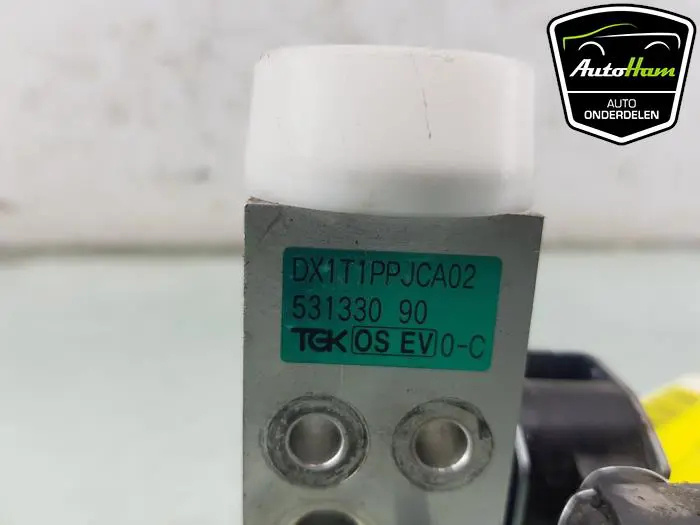 AutoHam
AUTO
ONDERDELEN
DX1T1PPJCA02
531330 90
TGK OS EV 0-C